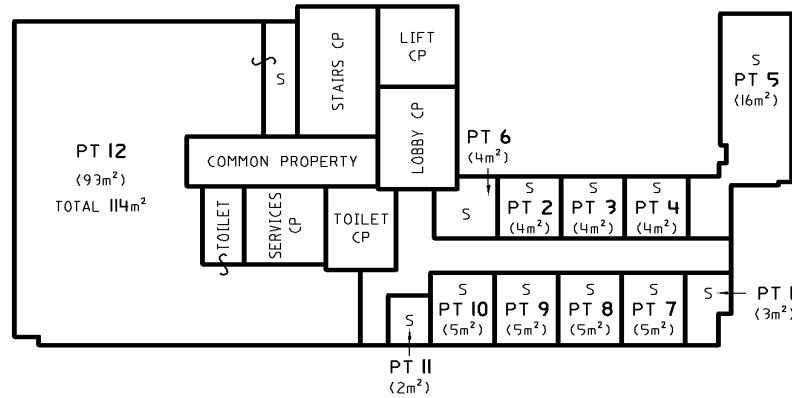 LIFT
CP
STAIRS CP
S
S
PT 5
(16m²)
PT 12
(93m²)
TOTAL 114m²
COMMON PROPERTY
LOBBY CP
PT 6
(4m²)
S
S
PT 2
(4m²)
S
PT 3
(4m²)
S
PT 4
(4m²)
TOILET
SERVICES
CP
TOILET
CP
S
PT 10
(5m²)
S
PT 9
(5m²)
S
PT 8
(5m²)
S
PT 7
(5m²)
S
PT 1
(3m²)
S
PT 11
(2m²)